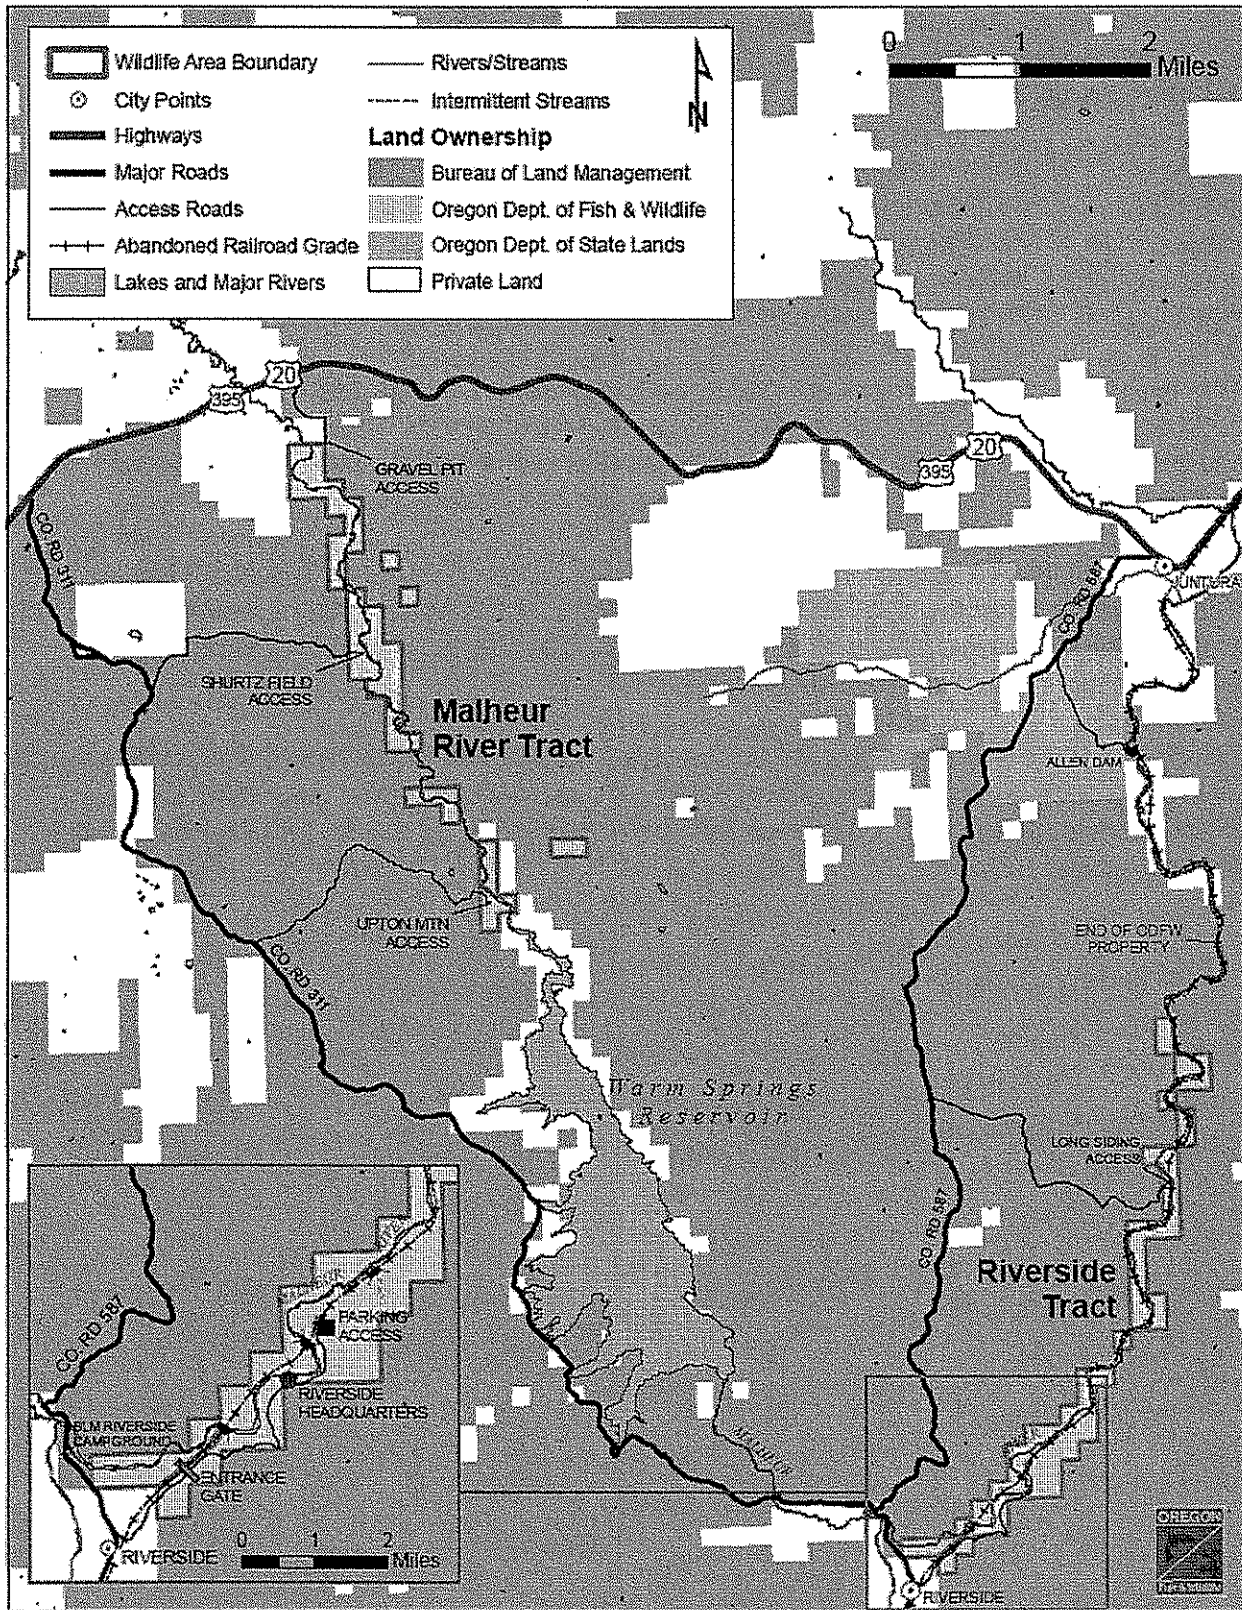 Wildlife Area Boundary
City Points
Highways
Major Roads
Access Roads
Abandoned Railroad Grade
Lakes and Major Rivers
Rivers/Streams
Intermittent Streams
Land Ownership
Bureau of Land Management
Oregon Dept. of Fish & Wildlife
Oregon Dept. of State Lands
Private Land
N
0 1 2
Miles
20
395
20
395
GRAVEL PIT
ACCESS
CO. RD 311
JUNTURA
CO. RD 587
SHURTZ FIELD
ACCESS
Malheur
River Tract
ALLEN DAM
UPTON MTN
ACCESS
CO. RD 311
END OF ODFW
PROPERTY
Warm Springs
Reservoir
LONG SIDING
ACCESS
CO. RD 587
Riverside
Tract
RIVERSIDE
CO. RD 587
PARKING
ACCESS
RIVERSIDE
HEADQUARTERS
BLM RIVERSIDE
CAMPGROUND
ENTRANCE
GATE
RIVERSIDE
0 1 2
Miles
OREGON